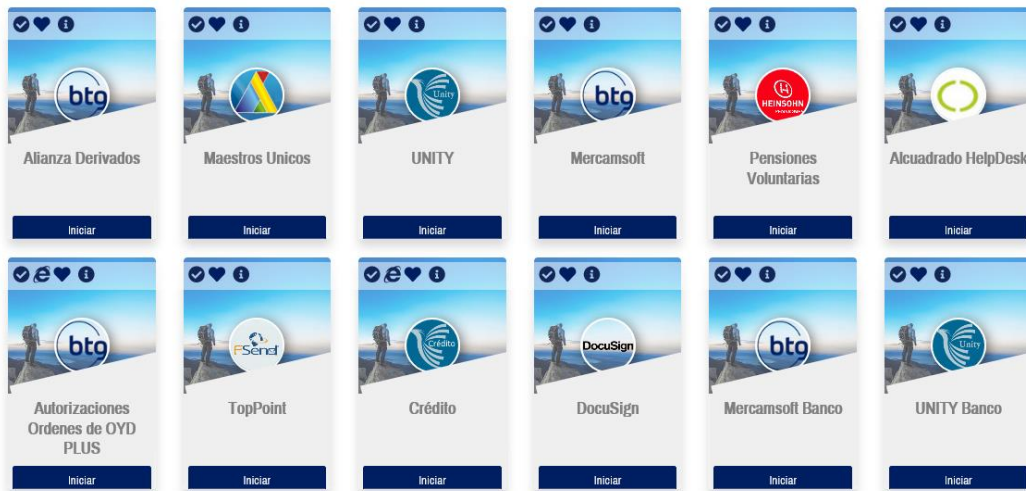 btg
Unity
btg
HEINSOHN
Alianza Derivados
Maestros Unicos
UNITY
Mercamsoft
Pensiones
Voluntarias
Alcuadrado HelpDesk
Iniciar
Iniciar
Iniciar
Iniciar
Iniciar
Iniciar
btg
FSend
Crédito
DocuSign
btg
Unity
Autorizaciones
Ordenes de OYD
PLUS
TopPoint
Crédito
DocuSign
Mercamsoft Banco
UNITY Banco
Iniciar
Iniciar
Iniciar
Iniciar
Iniciar
Iniciar